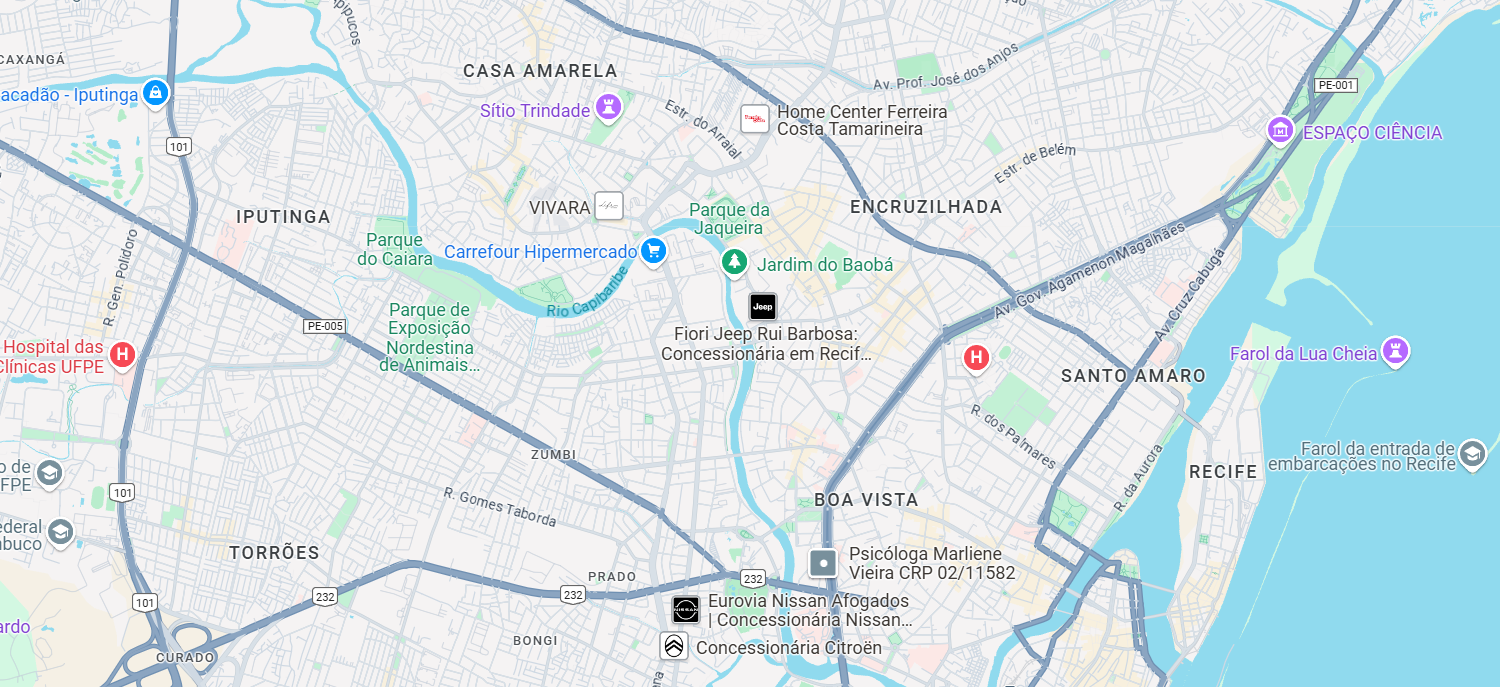 CAXANGÁ
acadão - Iputinga
CASA AMARELA
Sítio Trindade
Estr. do Arraial
Home Center Ferreira
Costa Tamarineira
Av. Prof. José dos Anjos
PE-001
ESPAÇO CIÊNCIA
Estr. de Belém
101
IPUTINGA
VIVARA
Parque da
Jaqueira
ENCRUZILHADA
Parque
do Caiara
Carrefour Hipermercado
Jardim do Baobá
R. Gen. Polidoro
Rio Capibaribe
Av. Gov. Agamenon Magalhães
Av. Cruz Cabugá
Parque de
Exposição
Nordestina
de Animais...
PE-005
Jeep
Fiori Jeep Rui Barbosa:
Concessionária em Recif...
Hospital das
Clínicas UFPE
H
H
Farol da Lua Cheia
SANTO AMARO
R. dos Palmares
ZUMBI
Farol da entrada de
embarcações no Recife
RECIFE
R. da Aurora
o de
FPE
101
R. Gomes Taborda
BOA VISTA
ederal
buco
TORRÕES
Psicóloga Marliene
Vieira CRP 02/11582
PRADO
232
232
232
101
NISSAN
Eurovia Nissan Afogados
| Concessionária Nissan...
ardo
BONGI
Concessionária Citroën
CURADO